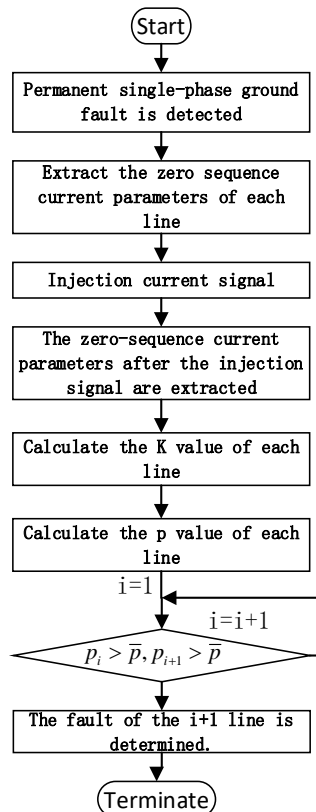 Start
Permanent single-phase ground
fault is detected
Extract the zero sequence
current parameters of each
line
Injection current signal
The zero-sequence current
parameters after the injection
signal are extracted
Calculate the K value of each
line
Calculate the p value of each
line
i=1
i=i+1
pᵢ > p̅, pᵢ₊₁ > p̅
The fault of the i+1 line is
determined.
Terminate